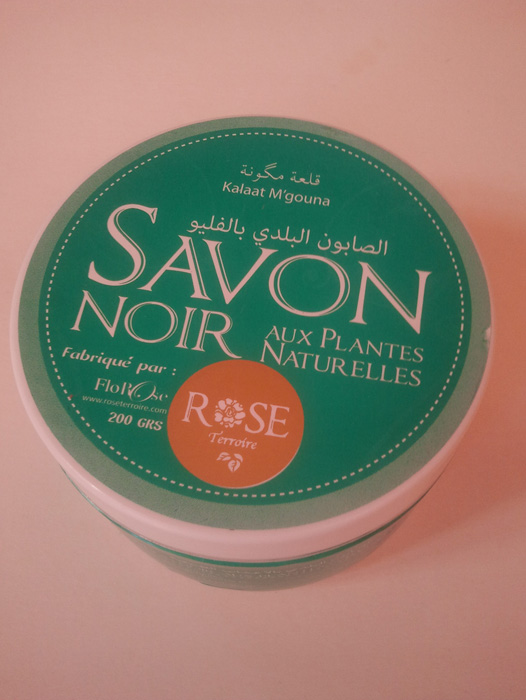 قلعة مگونة
Kalaat M'gouna
الصابون البلدي بالفليو
SAVON
NOIR
AUX PLANTES
NATURELLES
Fabriqué par :
FloRose
www.roseterroire.com
200 GRS
ROSE
Terroire